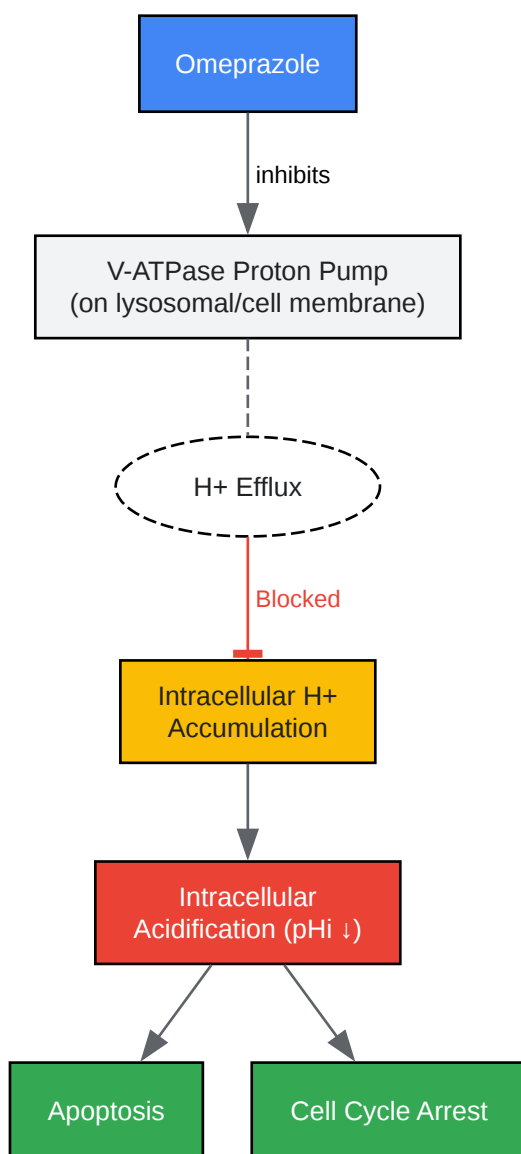 Omeprazole
inhibits
V-ATPase Proton Pump
(on lysosomal/cell membrane)
H+ Efflux
Blocked
Intracellular H+
Accumulation
Intracellular
Acidification (pHi ↓)
Apoptosis
Cell Cycle Arrest